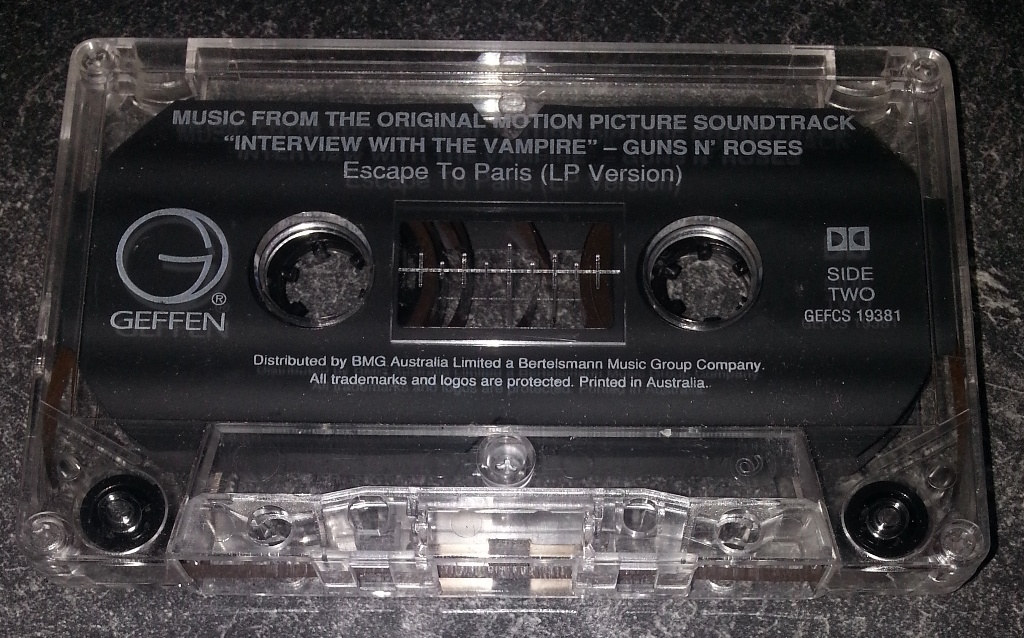 MUSIC FROM THE ORIGINAL MOTION PICTURE SOUNDTRACK
“INTERVIEW WITH THE VAMPIRE” – GUNS N’ ROSES
Escape To Paris (LP Version)
®
GEFFEN
SIDE
TWO
GEFCS 19381
Distributed by BMG Australia Limited a Bertelsmann Music Group Company.
All trademarks and logos are protected. Printed in Australia.